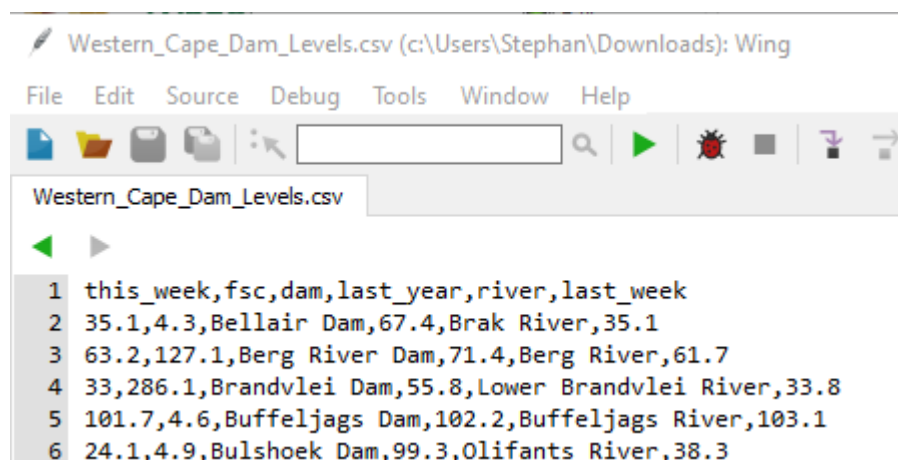 Western_Cape_Dam_Levels.csv (c:\Users\Stephan\Downloads): Wing
File Edit Source Debug Tools Window Help
Western_Cape_Dam_Levels.csv
1 this_week,fsc,dam,last_year,river,last_week
2 35.1,4.3,Bellair Dam,67.4,Brak River,35.1
3 63.2,127.1,Berg River Dam,71.4,Berg River,61.7
4 33,286.1,Brandvlei Dam,55.8,Lower Brandvlei River,33.8
5 101.7,4.6,Buffeljags Dam,102.2,Buffeljags River,103.1
6 24.1,4.9,Bulshoek Dam,99.3,Olifants River,38.3